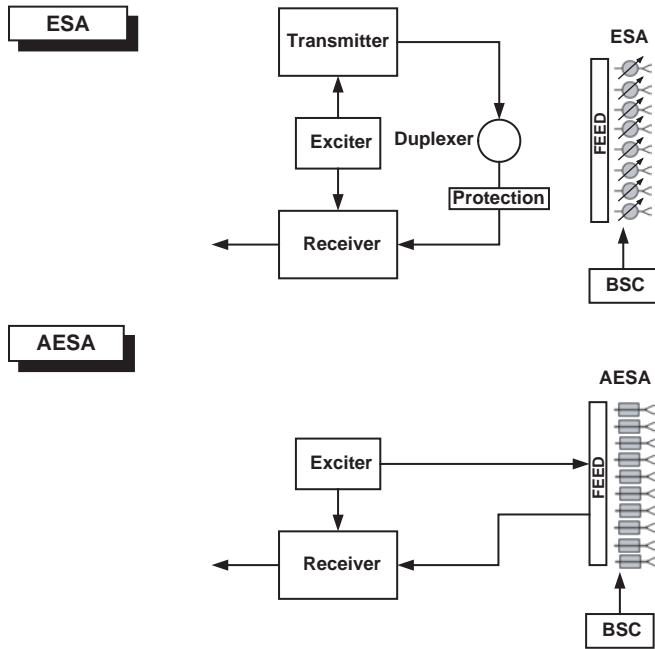 ESA
Transmitter
ESA
Exciter
Duplexer
FEED
Protection
Receiver
BSC
AESA
AESA
Exciter
FEED
Receiver
BSC